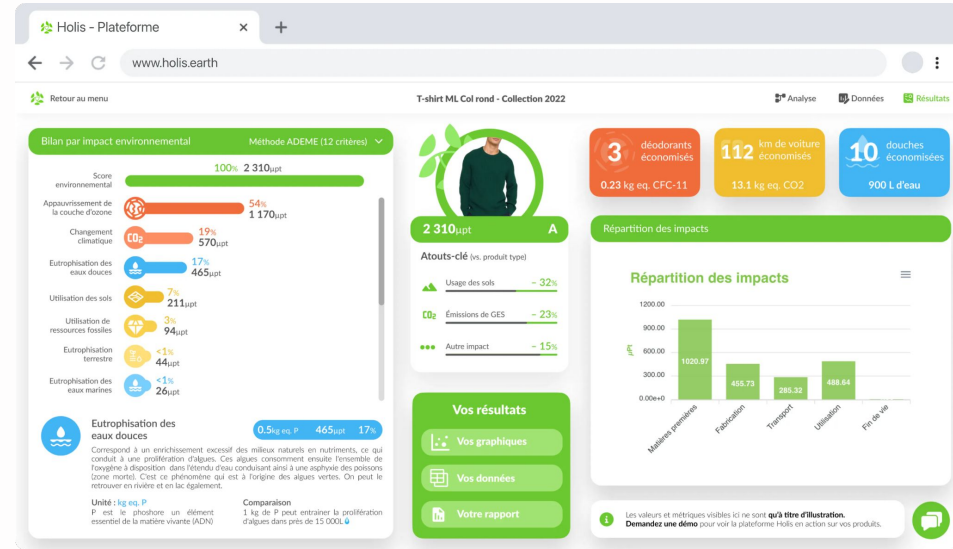 Holis - Plateforme
www.holis.earth
Retour au menu
T-shirt ML Col rond - Collection 2022
Analyse
Données
Résultats
Bilan par impact environnemental
Méthode ADEME (12 critères)
Score
environnemental
100% 2 310µpt
Appauvrissement de
la couche d'ozone
54%
1 170µpt
Changement
climatique
CO2
19%
570µpt
Eutrophisation des
eaux douces
17%
465µpt
Utilisation des sols
7%
211µpt
Utilisation de
ressources fossiles
3%
94µpt
Eutrophisation
terrestre
<1%
44µpt
Eutrophisation des
eaux marines
<1%
26µpt
Eutrophisation des
eaux douces
0.5kg eq. P 465µpt 17%
Correspond à un enrichissement excessif des milieux naturels en nutriments, ce qui
conduit à une prolifération d'algues. Ces algues consomment ensuite l'ensemble de
l'oxygène à disposition dans l'étendu d'eau conduisant ainsi à une asphyxie des poissons
(zone morte). C'est ce phénomène qui est à l'origine des algues vertes. On peut le
retrouver en rivière et en lac également.
Unité : kg eq. P
P est le phoshore un élément
essentiel de la matière vivante (ADN)
Comparaison
1 kg de P peut entrainer la prolifération
d'algues dans près de 15 000L
2 310µpt A
Atouts-clé (vs. produit type)
Usage des sols - 32%
CO2 Émissions de GES - 23%
Autre impact - 15%
Vos résultats
Vos graphiques
Vos données
Votre rapport
3 déodorants
économisés
0.23 kg eq. CFC-11
112 km de voiture
économisés
13.1 kg eq. CO2
10 douches
économisées
900 L d'eau
Répartition des impacts
Répartition des impacts
µPt
1200.00
900.00
600.00
300.00
0.00e+0
1020.97
455.73
285.32
488.64
Matières premières
Fabrication
Transport
Utilisation
Fin de vie
Les valeurs et métriques visibles ici ne sont qu'à titre d'illustration.
Demandez une démo pour voir la plateforme Holis en action sur vos produits.